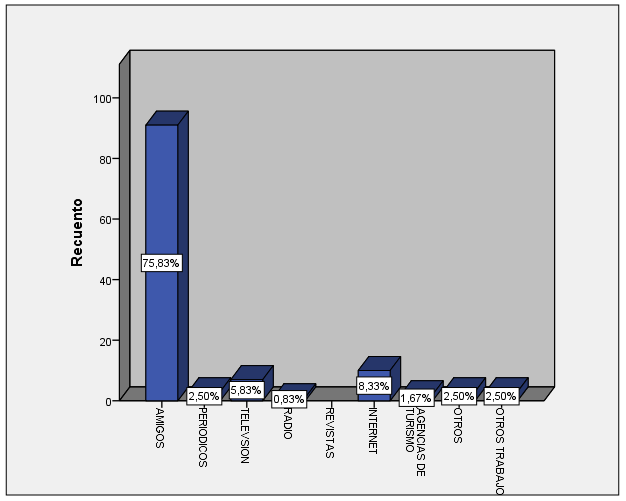 Recuento
100
80
60
40
20
0
75,83%
2,50%
5,83%
0,83%
8,33%
1,67%
2,50%
2,50%
AMIGOS
PERIODICOS
TELEVSION
RADIO
REVISTAS
INTERNET
AGENCIAS DE
TURISMO
OTROS
OTROS TRABAJO